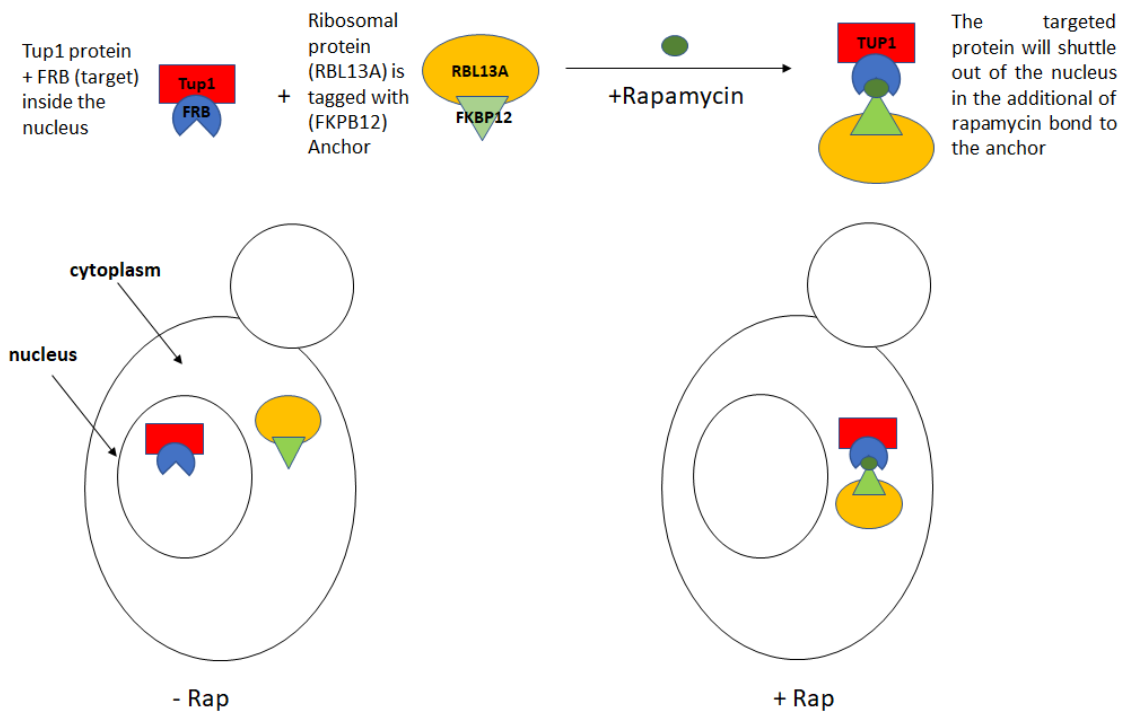 Tup1 protein
+ FRB (target)
inside the
nucleus
Tup1
FRB
+
Ribosomal
protein
(RBL13A) is
tagged with
(FKPB12)
Anchor
RBL13A
FKBP12
+Rapamycin
TUP1
The targeted
protein will shuttle
out of the nucleus
in the additional of
rapamycin bond to
the anchor
cytoplasm
nucleus
- Rap
+ Rap